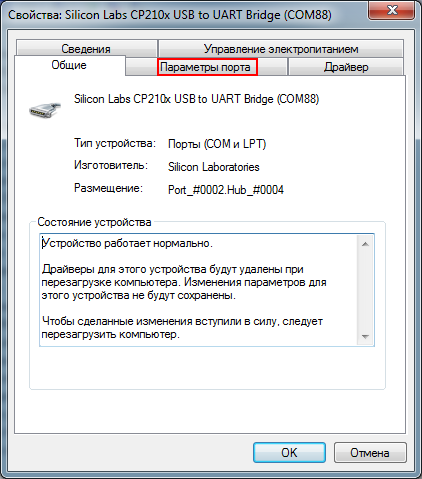 Свойства: Silicon Labs CP210x USB to UART Bridge (COM88)
Сведения
Управление электропитанием
Общие
Параметры порта
Драйвер
Silicon Labs CP210x USB to UART Bridge (COM88)
Тип устройства: Порты (COM и LPT)
Изготовитель: Silicon Laboratories
Размещение: Port_#0002.Hub_#0004
Состояние устройства
Устройство работает нормально.
Драйверы для этого устройства будут удалены при
перезагрузке компьютера. Изменения параметров для
этого устройства не будут сохранены.
Чтобы сделанные изменения вступили в силу, следует
перезагрузить компьютер.
OK
Отмена